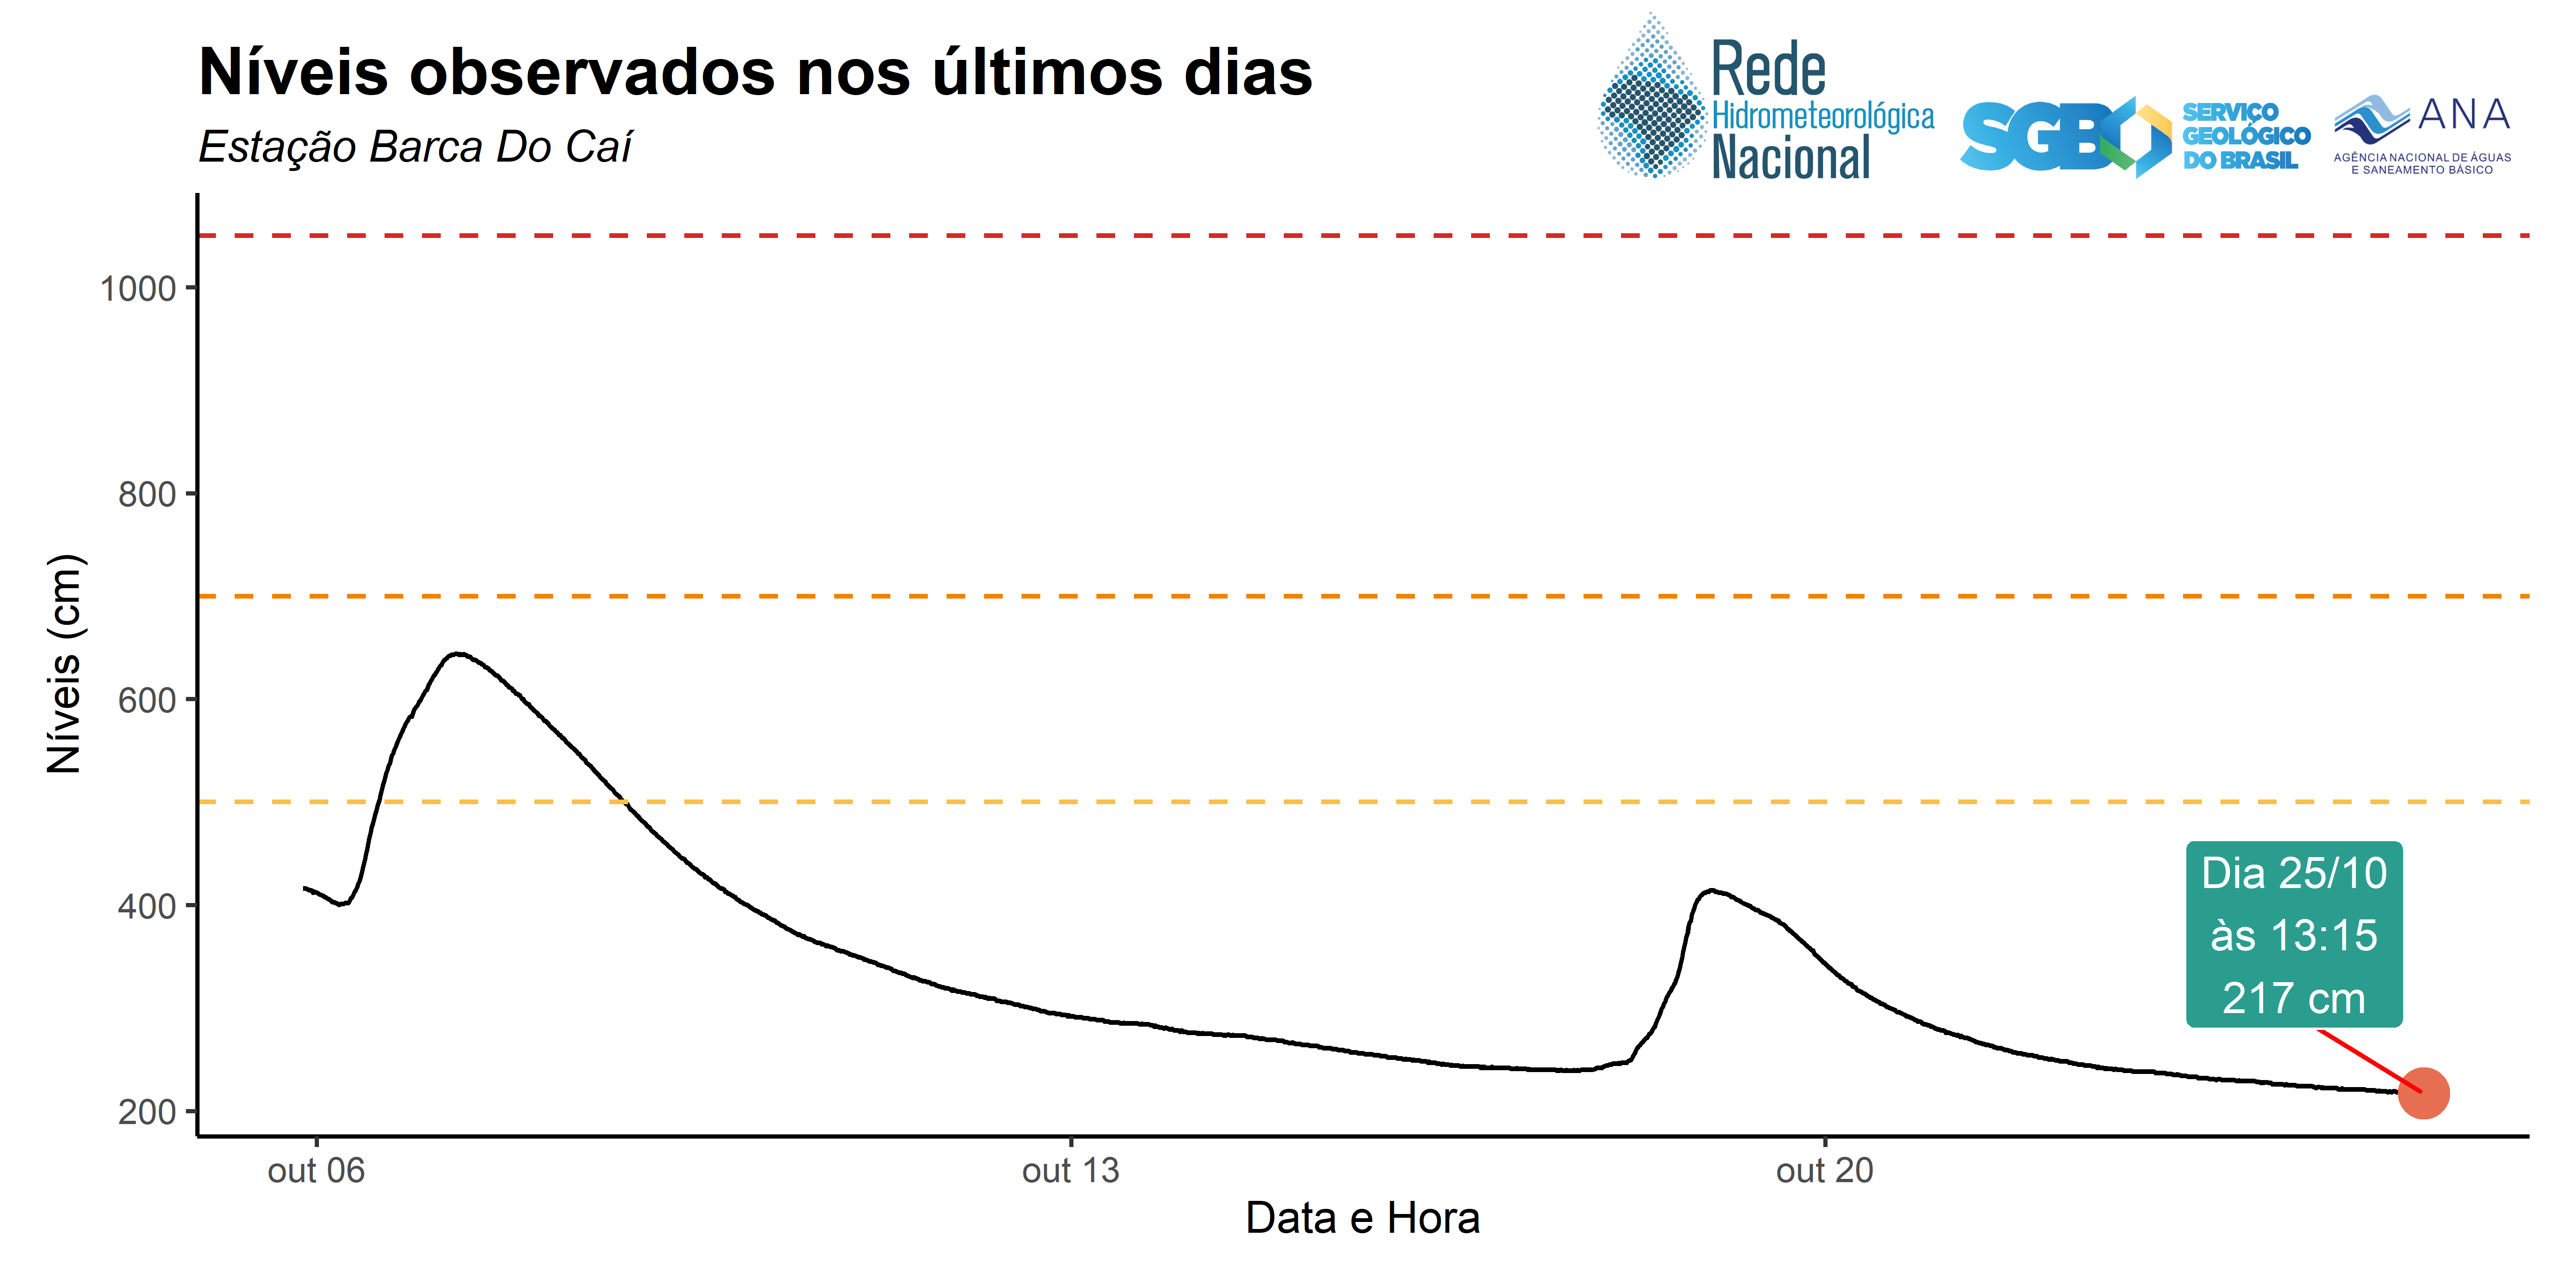 Níveis observados nos últimos dias
Estação Barca Do Caí
Rede
Hidrometeorológica
Nacional
SGB
SERVIÇO
GEOLÓGICO
DO BRASIL
ANA
AGÊNCIA NACIONAL DE ÁGUAS
E SANEAMENTO BÁSICO
Níveis (cm)
1000
800
600
400
200
Dia 25/10
às 13:15
217 cm
out 06
out 13
out 20
Data e Hora